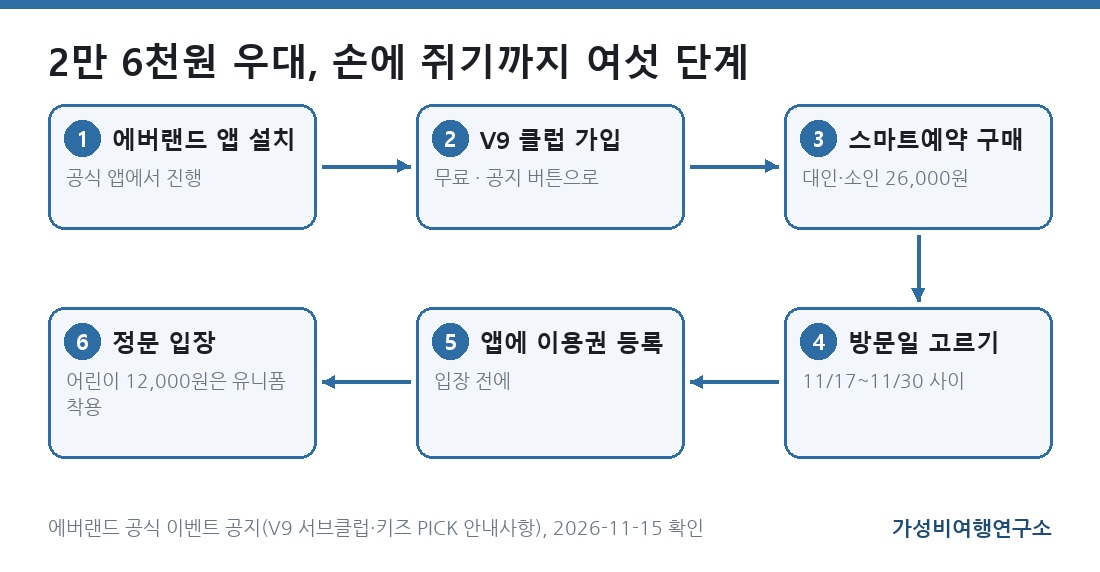 2만 6천원 우대, 손에 쥐기까지 여섯 단계
1 에버랜드 앱 설치
공식 앱에서 진행
2 V9 클럽 가입
무료 · 공지 버튼으로
3 스마트예약 구매
대인·소인 26,000원
4 방문일 고르기
11/17~11/30 사이
5 앱에 이용권 등록
입장 전에
6 정문 입장
어린이 12,000원은 유니폼
착용
에버랜드 공식 이벤트 공지(V9 서브클럽·키즈 PICK 안내사항), 2026-11-15 확인
가성비여행연구소